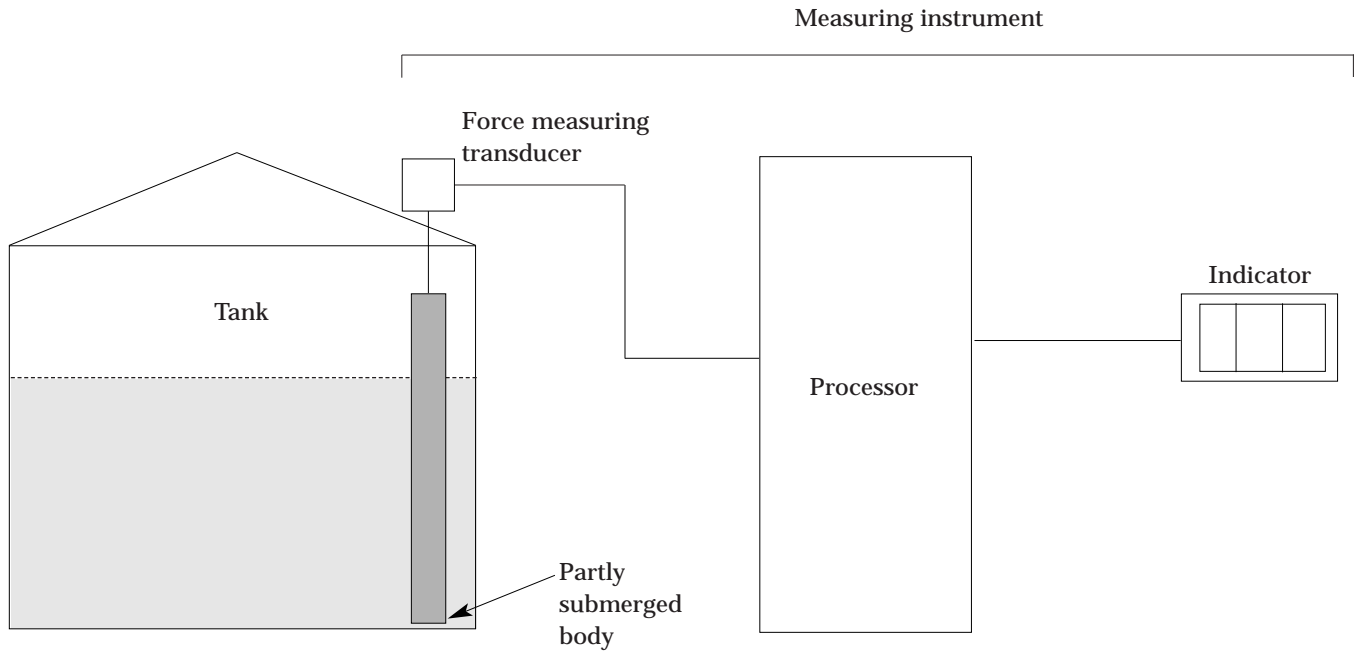 Measuring instrument
Force measuring
transducer
Tank
Indicator
Processor
Partly
submerged
body